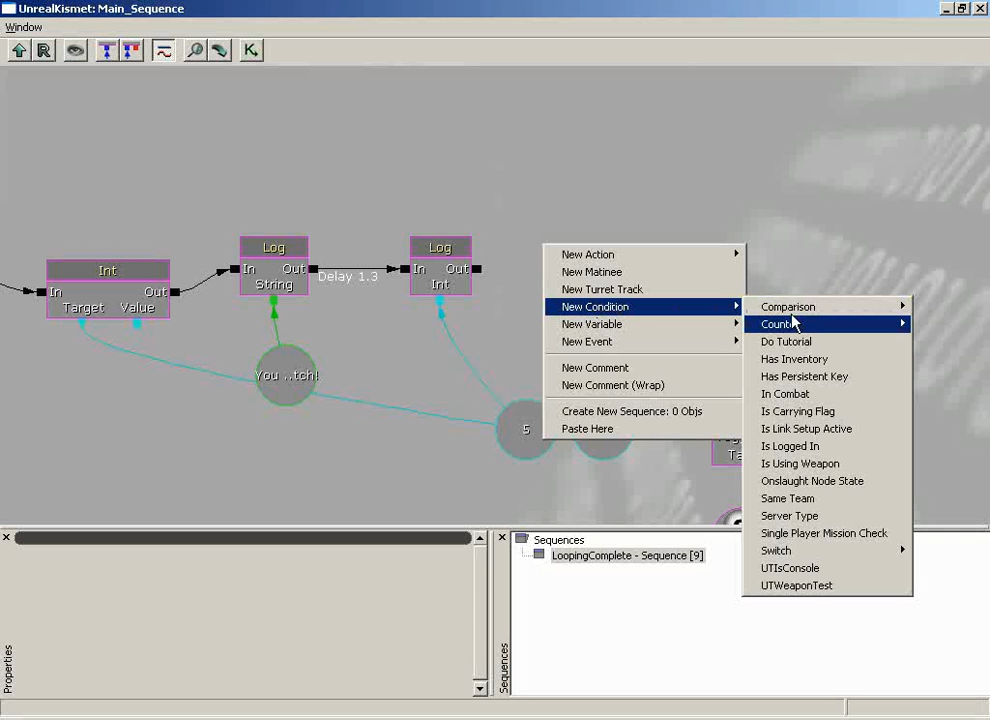 UnrealKismet: Main_Sequence
Window
Int
In Out
Target Value
Log
In Out
String
Delay 1.3
Log
In Out
Int
You ..tch!
5
New Action
New Matinee
New Turret Track
New Condition
New Variable
New Event
New Comment
New Comment (Wrap)
Create New Sequence: 0 Objs
Paste Here
Comparison
Do Tutorial
Has Inventory
Has Persistent Key
In Combat
Is Carrying Flag
Is Link Setup Active
Is Logged In
Is Using Weapon
Onslaught Node State
Same Team
Server Type
Single Player Mission Check
Switch
UTIsConsole
UTWeaponTest
Properties
Sequences
Sequences
LoopingComplete - Sequence [9]